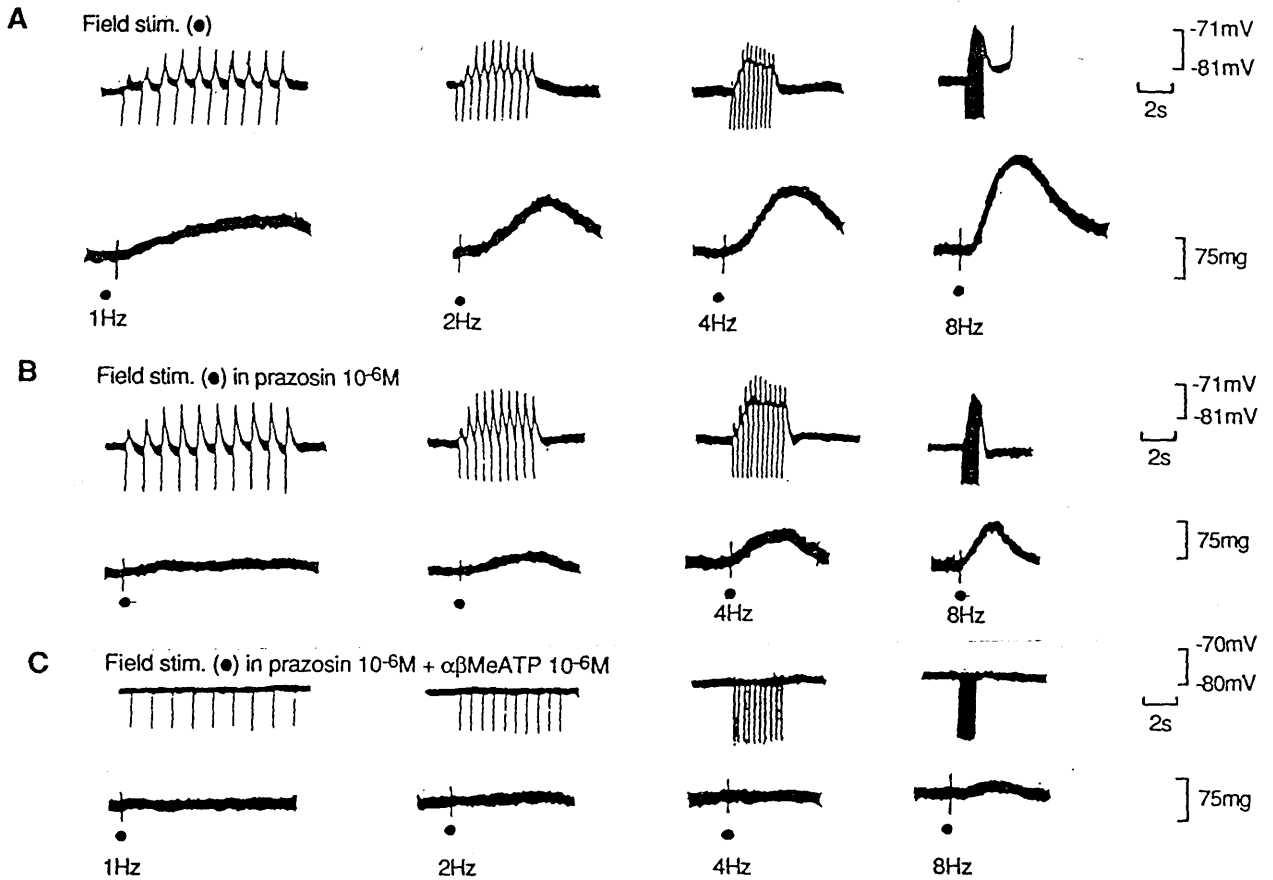 A
Field stim. (●)
-71mV
-81mV
2s
75mg
1Hz
2Hz
4Hz
8Hz
B
Field stim. (●) in prazosin 10⁻⁶M
-71mV
-81mV
2s
75mg
4Hz
8Hz
C
Field stim. (●) in prazosin 10⁻⁶M + αβMeATP 10⁻⁶M
-70mV
-80mV
2s
75mg
1Hz
2Hz
4Hz
8Hz